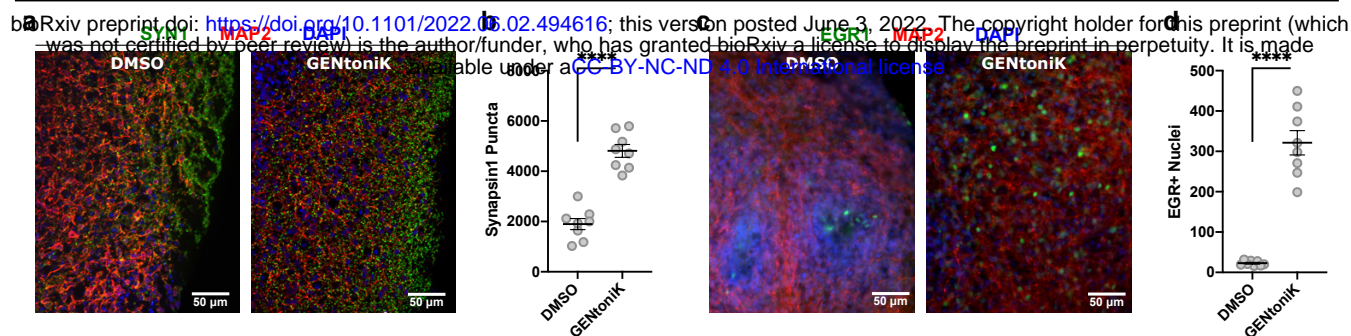 bioRxiv preprint doi: https://doi.org/10.1101/2022.06.02.494616; this version posted June 3, 2022. The copyright holder for this preprint (which
was not certified by peer review) is the author/funder, who has granted bioRxiv a license to display the preprint in perpetuity. It is made
available under aCC-BY-NC-ND 4.0 International license.
a
SYN1 MAP2 DAPI
DMSO
GENtoniK
50 µm
50 µm
b
****
Synapsin1 Puncta
8000
6000
4000
2000
0
DMSO
GENtoniK
c
EGR1 MAP2 DAPI
DMSO
GENtoniK
50 µm
50 µm
d
****
EGR+ Nuclei
500
400
300
200
100
0
DMSO
GENtoniK